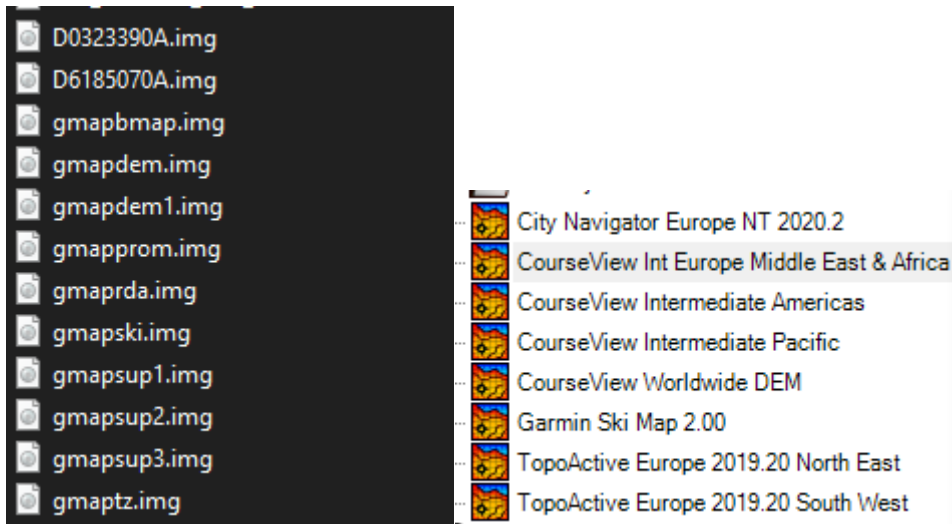 D0323390A.img
D6185070A.img
gmapbmap.img
gmapdem.img
gmapdem1.img
gmapprom.img
gmaprda.img
gmapski.img
gmapsup1.img
gmapsup2.img
gmapsup3.img
gmaptz.img
City Navigator Europe NT 2020.2
CourseView Int Europe Middle East & Africa
CourseView Intermediate Americas
CourseView Intermediate Pacific
CourseView Worldwide DEM
Garmin Ski Map 2.00
TopoActive Europe 2019.20 North East
TopoActive Europe 2019.20 South West